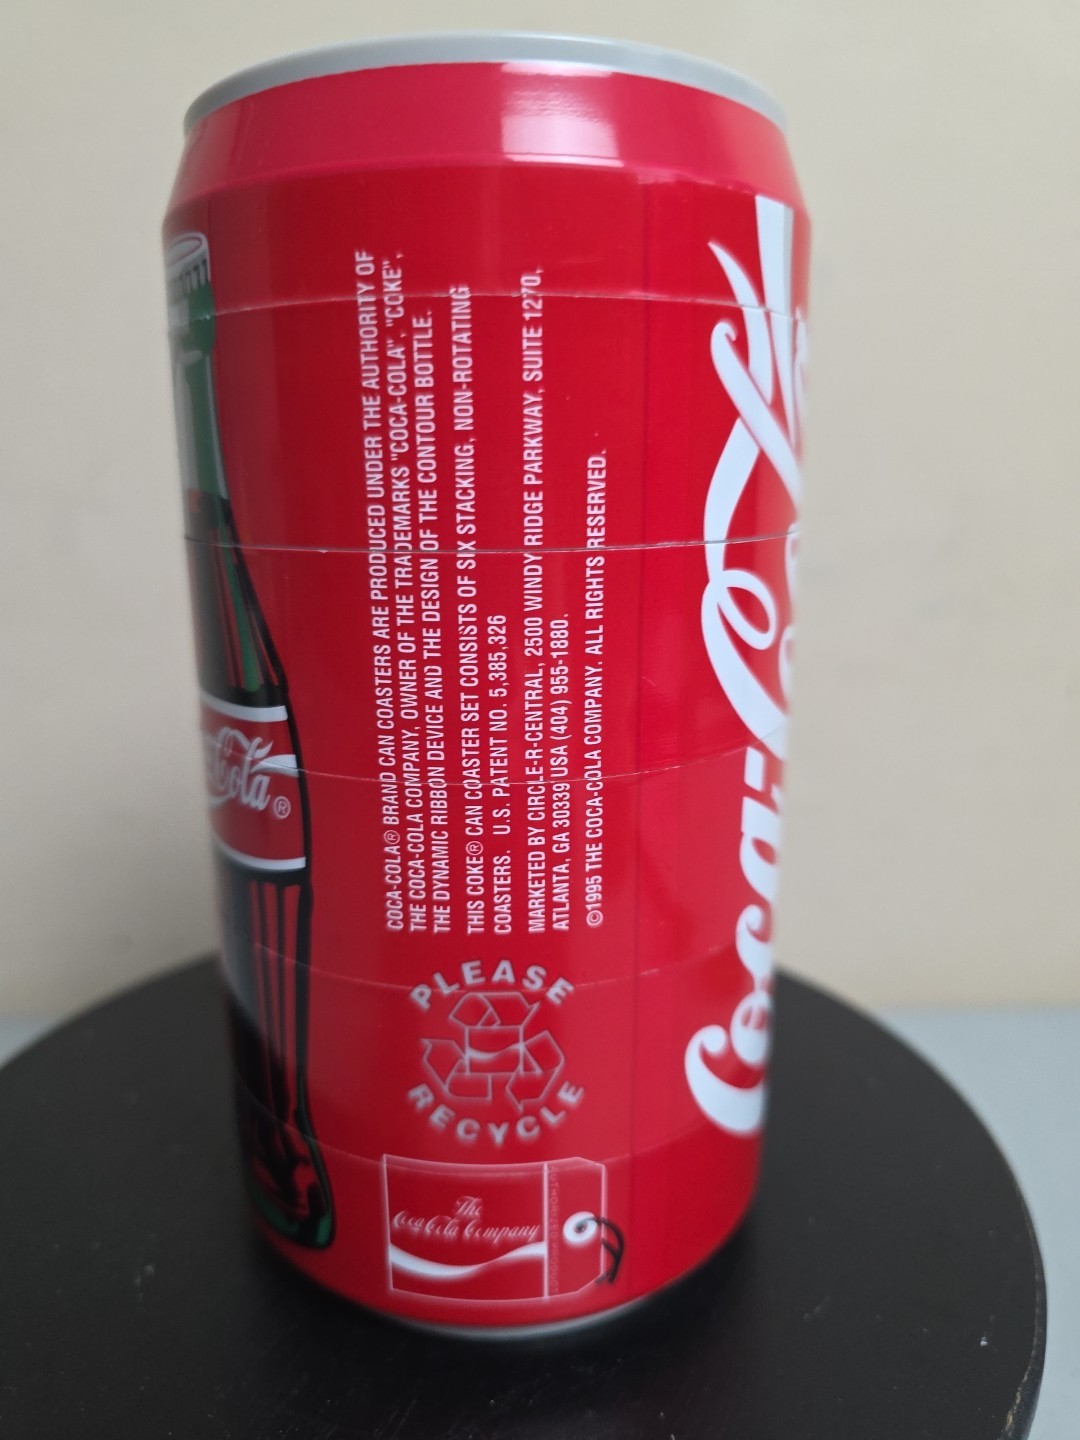 COCA-COLA® BRAND CAN COASTERS ARE PRODUCED UNDER THE AUTHORITY OF
THE COCA-COLA COMPANY, OWNER OF THE TRADEMARKS "COCA-COLA", "COKE",
THE DYNAMIC RIBBON DEVICE AND THE DESIGN OF THE CONTOUR BOTTLE.
THIS COKE® CAN COASTER SET CONSISTS OF SIX STACKING, NON-ROTATING
COASTERS. U.S. PATENT NO. 5,385,326
MARKETED BY CIRCLE-R-CENTRAL, 2500 WINDY RIDGE PARKWAY, SUITE 1270,
ATLANTA, GA 30339 USA (404) 955-1880.
©1995 THE COCA-COLA COMPANY. ALL RIGHTS RESERVED.
PLEASE
RECYCLE
The
Coca-Cola Company
AUTHORIZED PRODUCT
Cola®
Coca-Cola